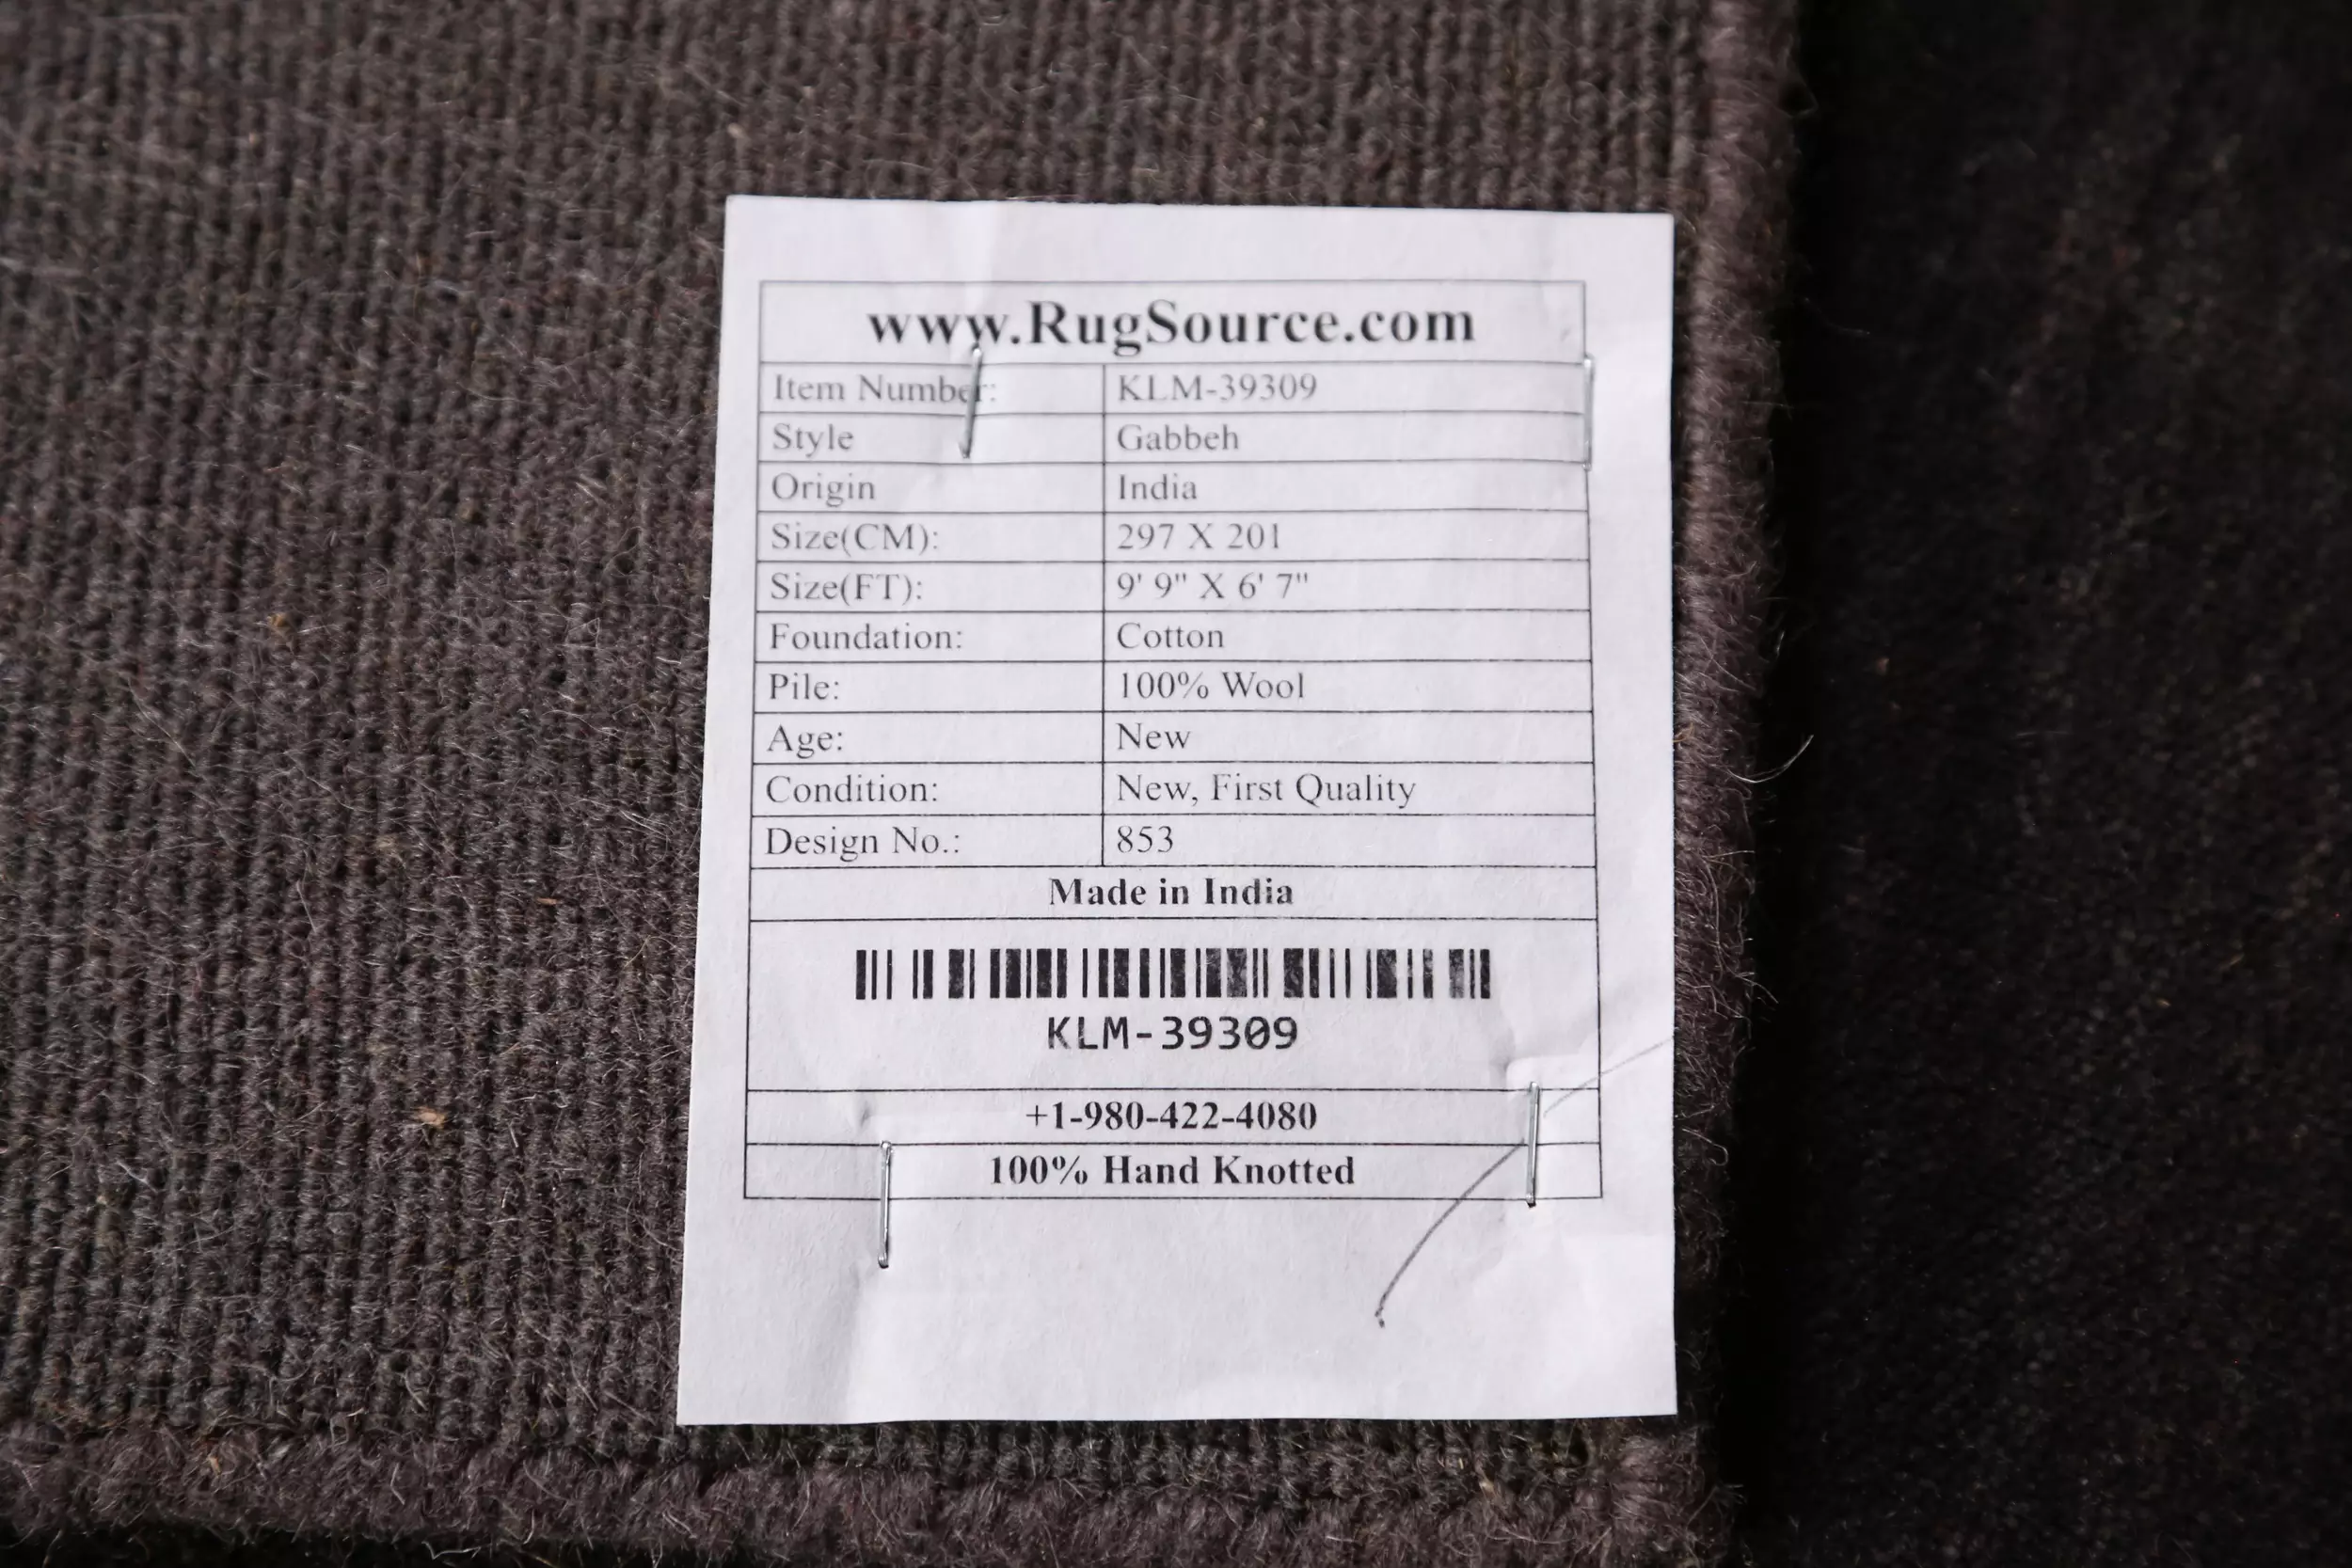 www.RugSource.com
Item Number: KLM-39309
Style Gabbeh
Origin India
Size(CM): 297 X 201
Size(FT): 9' 9" X 6' 7"
Foundation: Cotton
Pile: 100% Wool
Age: New
Condition: New, First Quality
Design No.: 853
Made in India
KLM-39309
+1-980-422-4080
100% Hand Knotted